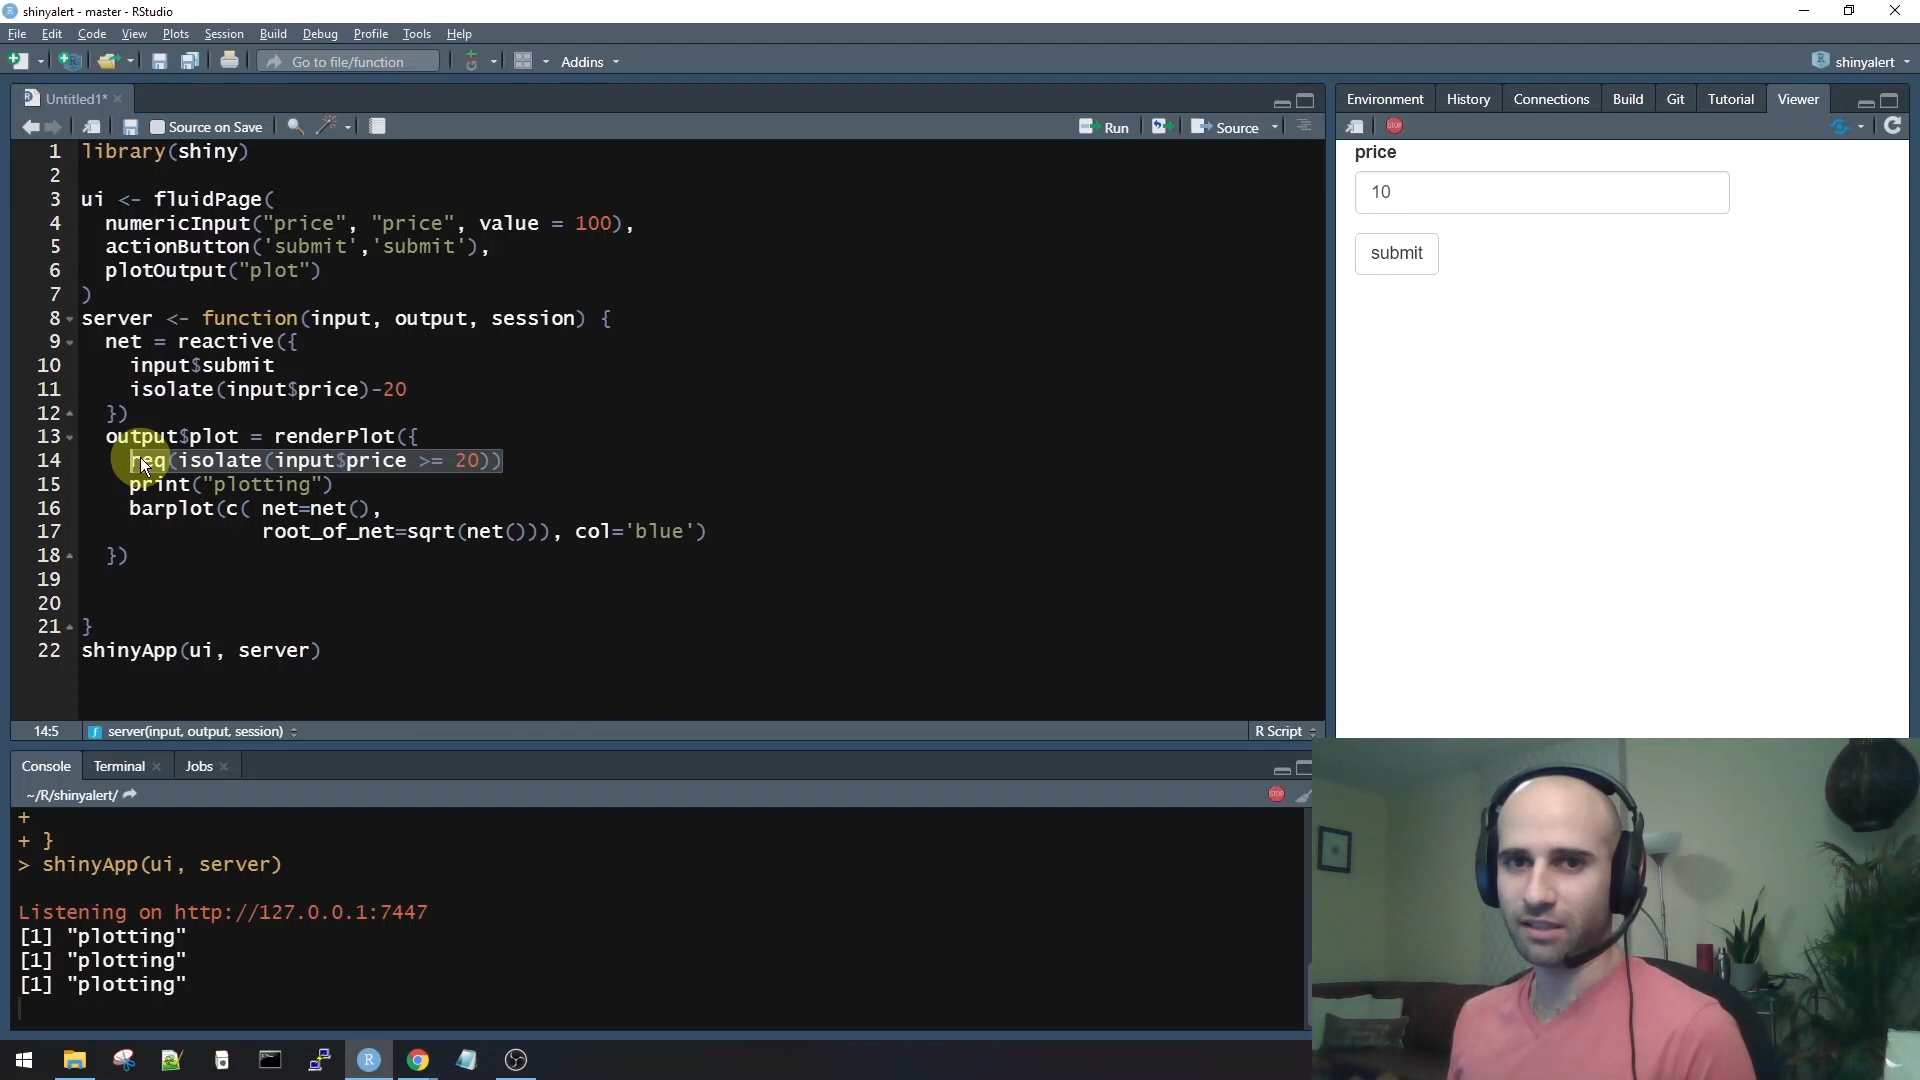 shinyalert - master - RStudio
File Edit Code View Plots Session Build Debug Profile Tools Help
Go to file/function
Addins
shinyalert
Untitled1*
Source on Save
Run
Source
1 library(shiny)
2
3 ui <- fluidPage(
4 numericInput("price", "price", value = 100),
5 actionButton('submit','submit'),
6 plotOutput("plot")
7 )
8 server <- function(input, output, session) {
9 net = reactive({
10 input$submit
11 isolate(input$price)-20
12 })
13 output$plot = renderPlot({
14 req(isolate(input$price >= 20))
15 print("plotting")
16 barplot(c( net=net(),
17 root_of_net=sqrt(net())), col='blue')
18 })
19
20
21 }
22 shinyApp(ui, server)
14:5 server(input, output, session) R Script
Console Terminal Jobs
~/R/shinyalert/
+
+ }
> shinyApp(ui, server)
Listening on http://127.0.0.1:7447
[1] "plotting"
[1] "plotting"
[1] "plotting"
Environment History Connections Build Git Tutorial Viewer
STOP
price
10
submit
STOP